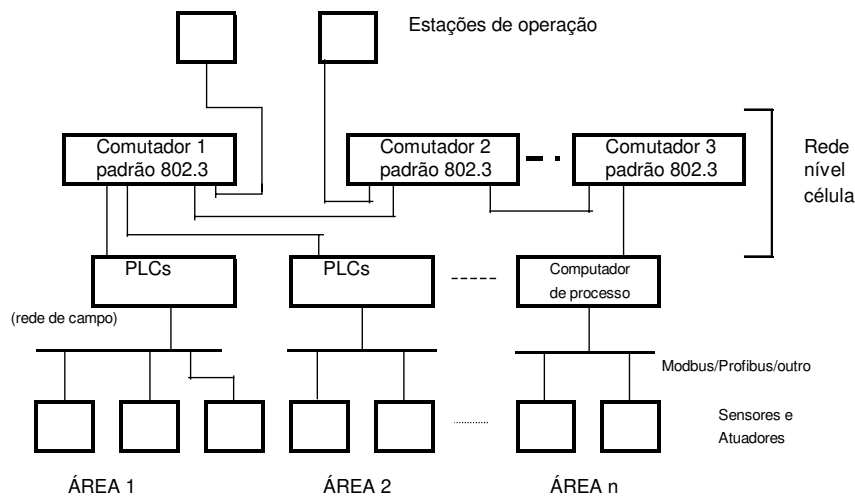 Estações de operação
Comutador 1
padrão 802.3
Comutador 2
padrão 802.3
Comutador 3
padrão 802.3
Rede
nível
célula
PLCs
PLCs
Computador
de processo
(rede de campo)
Modbus/Profibus/outro
Sensores e
Atuadores
ÁREA 1
ÁREA 2
ÁREA n